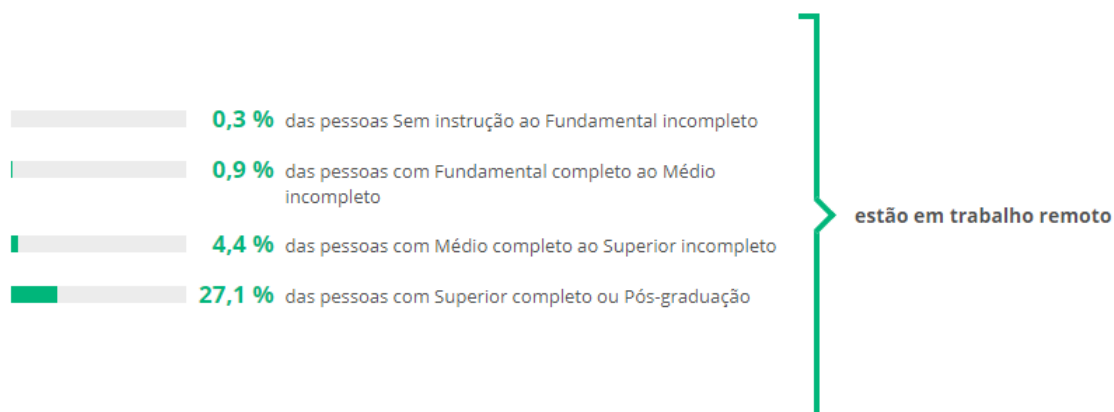 0,3 % das pessoas Sem instrução ao Fundamental incompleto
0,9 % das pessoas com Fundamental completo ao Médio
incompleto
4,4 % das pessoas com Médio completo ao Superior incompleto
27,1 % das pessoas com Superior completo ou Pós-graduação
estão em trabalho remoto